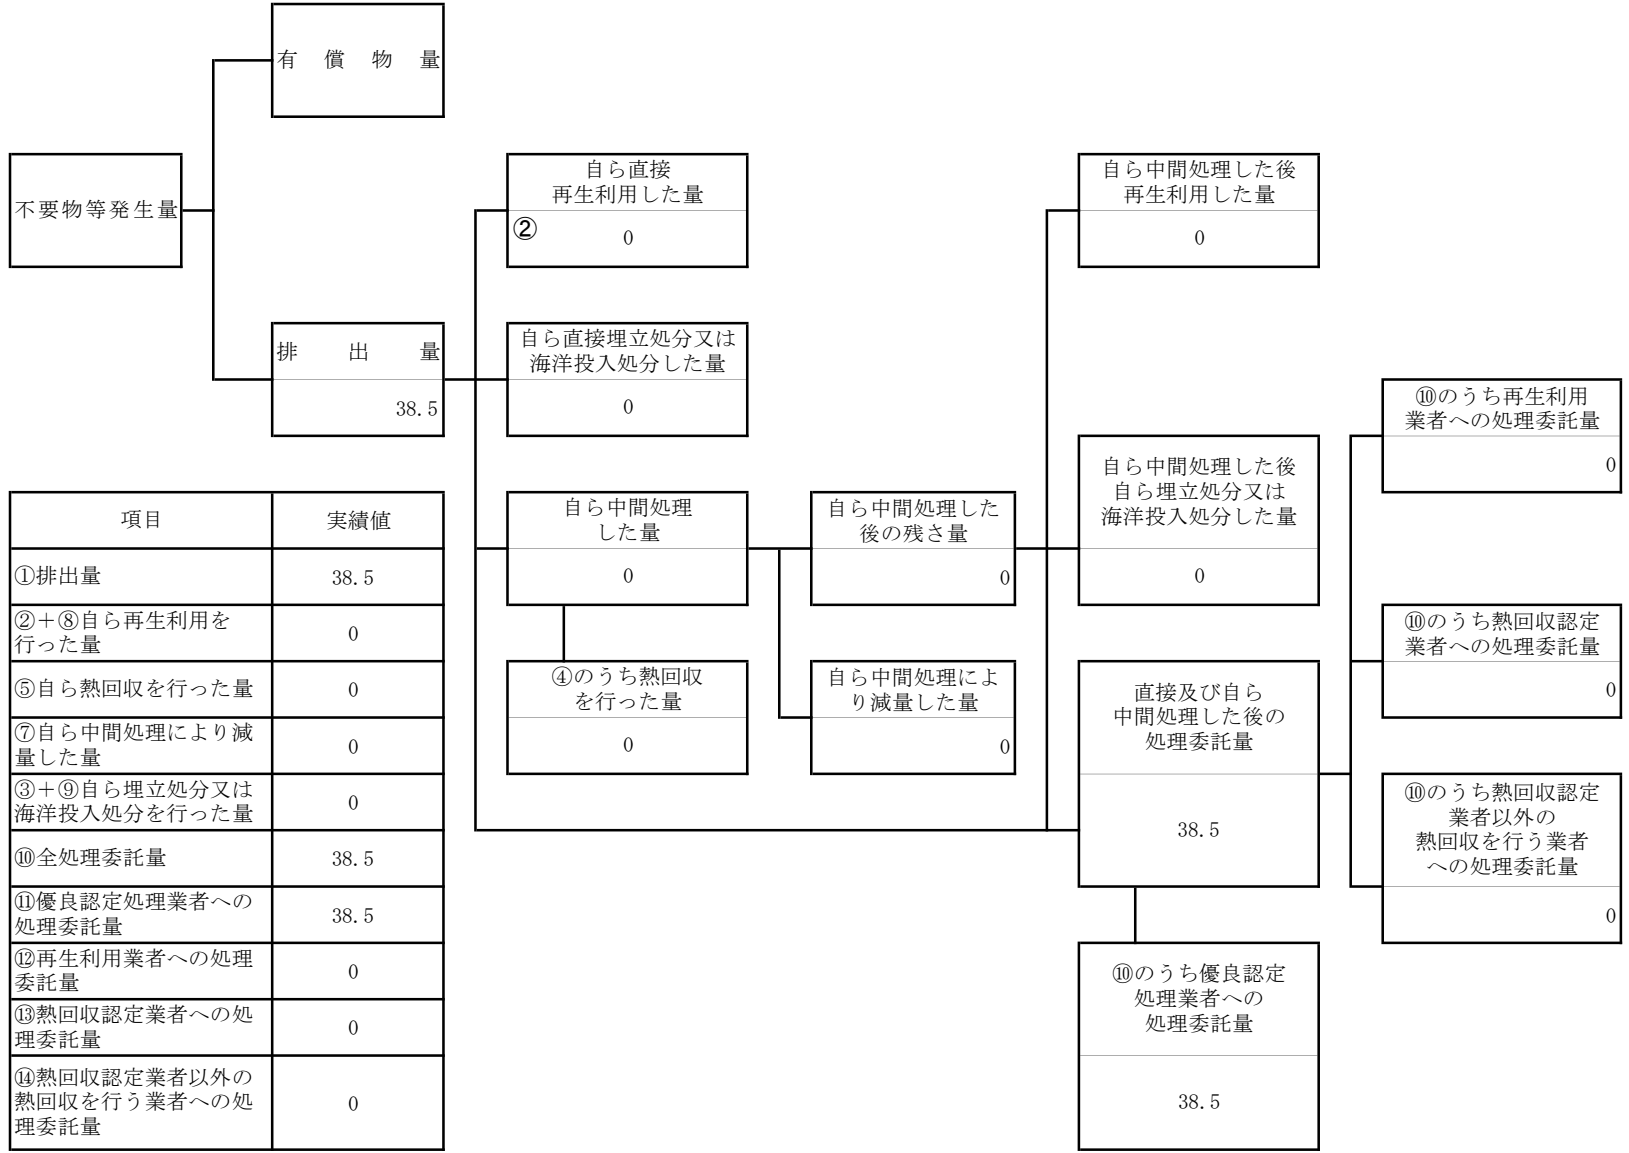 有償物量
不要物等発生量
自ら直接
再生利用した量
②
0
自ら中間処理した後
再生利用した量
0
排出量
38.5
自ら直接埋立処分又は
海洋投入処分した量
0
⑩のうち再生利用
業者への処理委託量
0
自ら中間処理
した量
0
自ら中間処理した
後の残さ量
0
自ら中間処理した後
自ら埋立処分又は
海洋投入処分した量
0
⑩のうち熱回収認定
業者への処理委託量
0
④のうち熱回収
を行った量
0
自ら中間処理によ
り減量した量
0
直接及び自ら
中間処理した後の
処理委託量
38.5
⑩のうち熱回収認定
業者以外の
熱回収を行う業者
への処理委託量
0
⑩のうち優良認定
処理業者への
処理委託量
38.5
項目 実績値
①排出量 38.5
②+⑧自ら再生利用を
行った量
0
⑤自ら熱回収を行った量 0
⑦自ら中間処理により減
量した量
0
③+⑨自ら埋立処分又は
海洋投入処分を行った量
0
⑩全処理委託量 38.5
⑪優良認定処理業者への
処理委託量
38.5
⑫再生利用業者への処理
委託量
0
⑬熱回収認定業者への処
理委託量
0
⑭熱回収認定業者以外の
熱回収を行う業者への処
理委託量
0